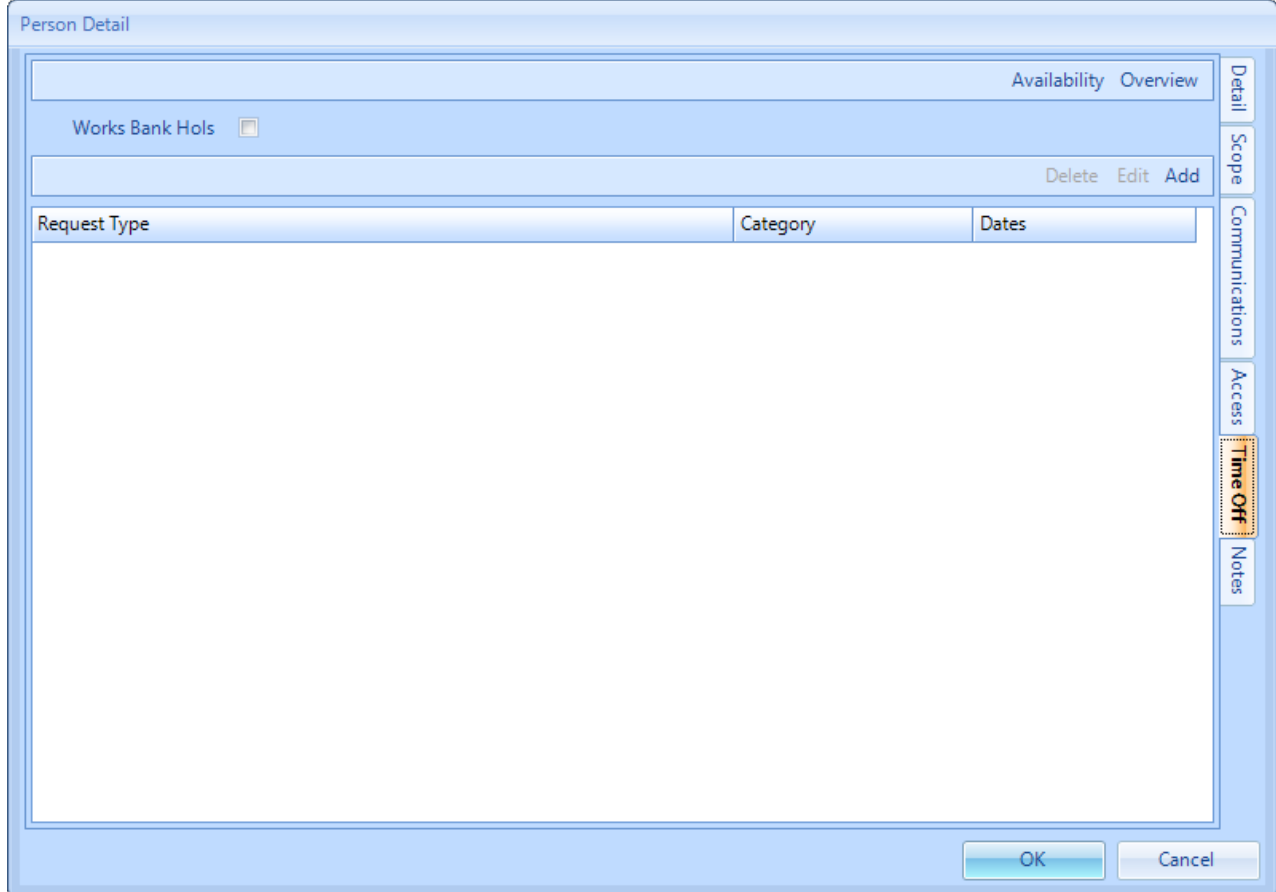 Person Detail
Availability Overview
Works Bank Hols
Delete Edit Add
Request Type Category Dates
Detail
Scope
Communications
Access
Time Off
Notes
OK Cancel